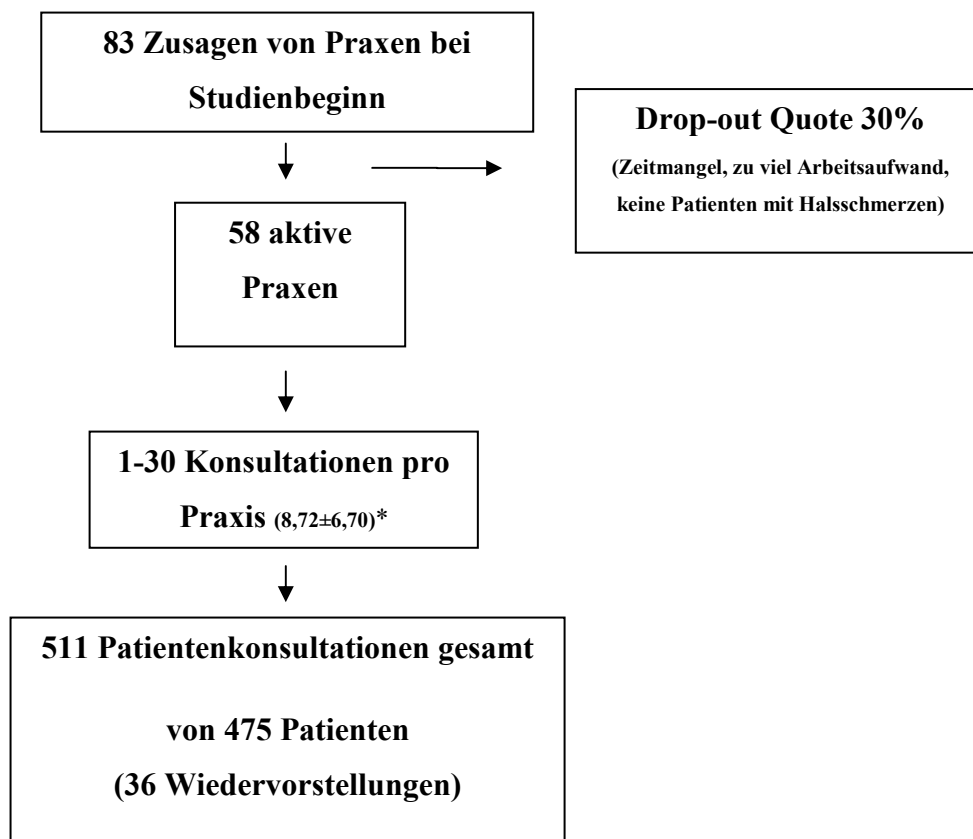 83 Zusagen von Praxen bei
Studienbeginn
Drop-out Quote 30%
(Zeitmangel, zu viel Arbeitsaufwand,
keine Patienten mit Halsschmerzen)
58 aktive
Praxen
1-30 Konsultationen pro
Praxis (8,72±6,70)*
511 Patientenkonsultationen gesamt
von 475 Patienten
(36 Wiedervorstellungen)